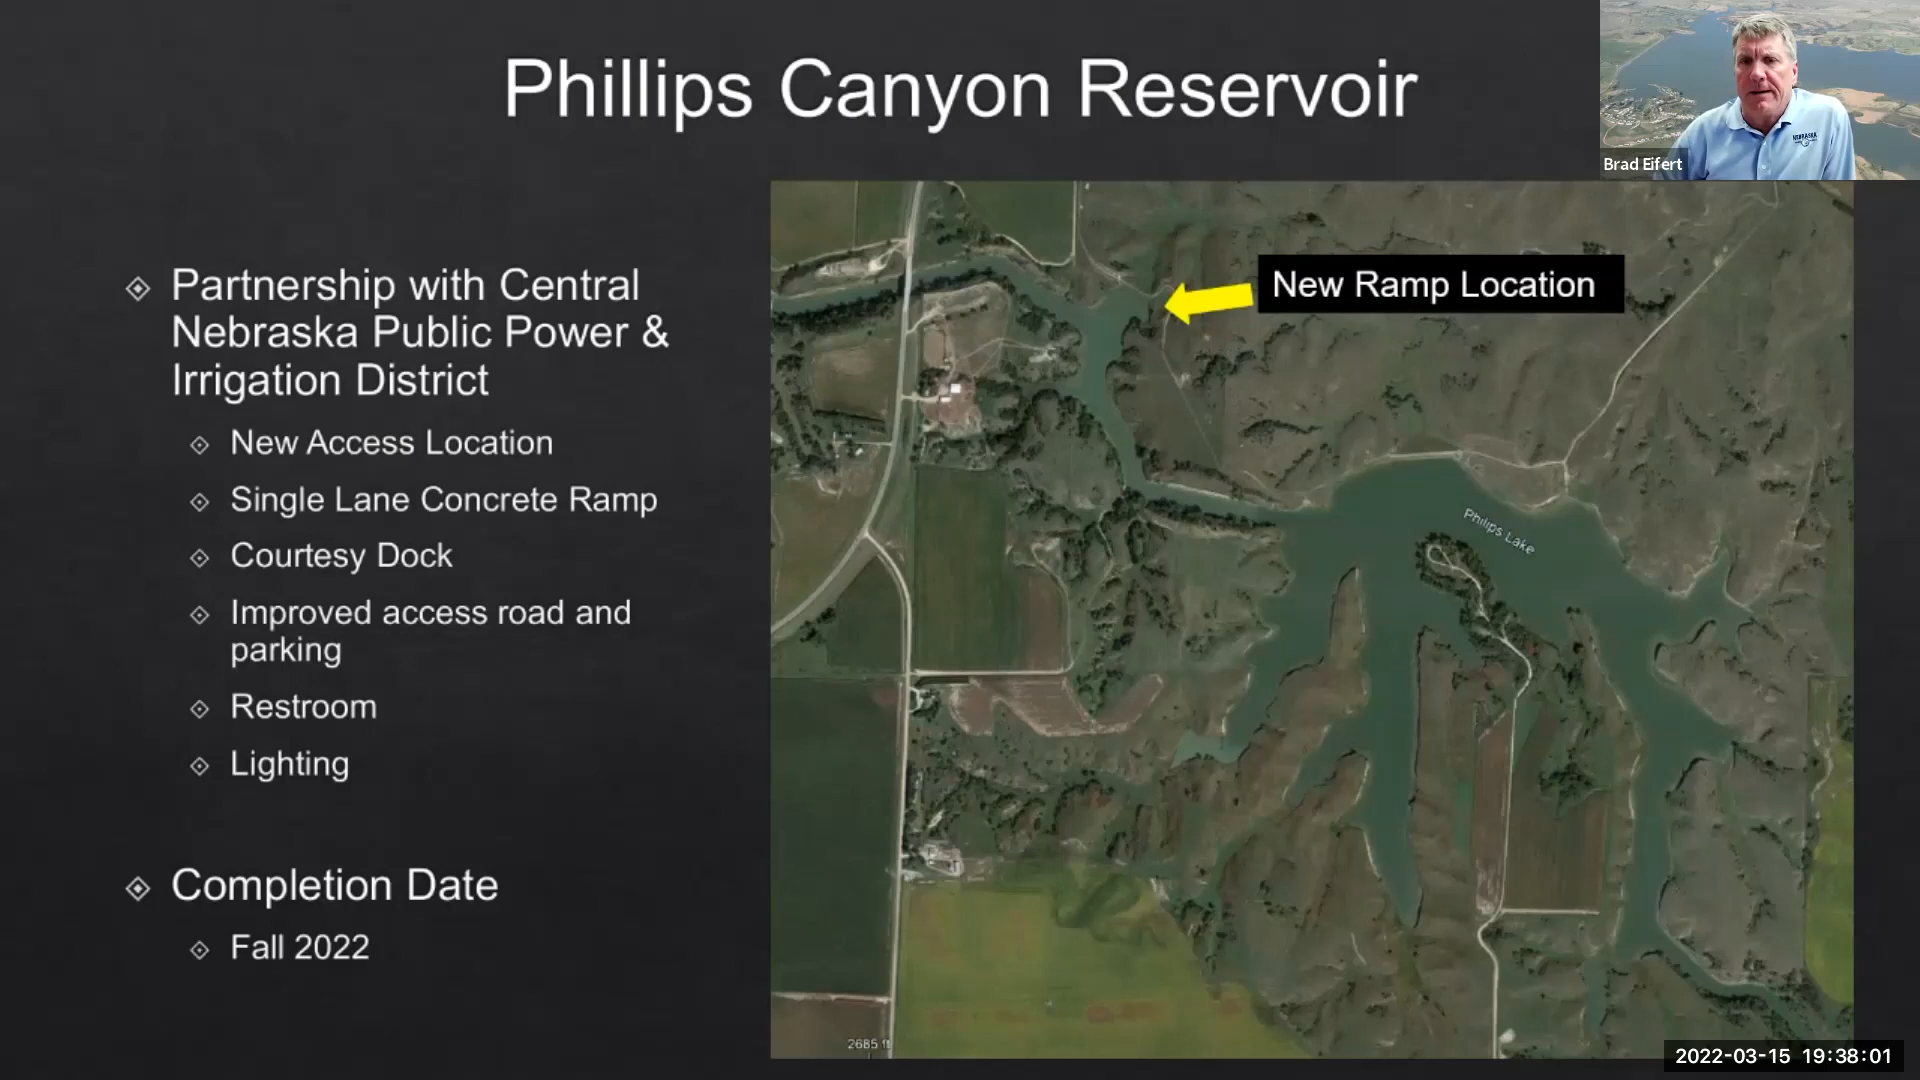 Phillips Canyon Reservoir
NEBRASKA
Brad Eifert
Partnership with Central
Nebraska Public Power &
Irrigation District
New Access Location
Single Lane Concrete Ramp
Courtesy Dock
Improved access road and
parking
Restroom
Lighting
Completion Date
Fall 2022
New Ramp Location
Philips Lake
2685 ft
2022-03-15 19:38:01